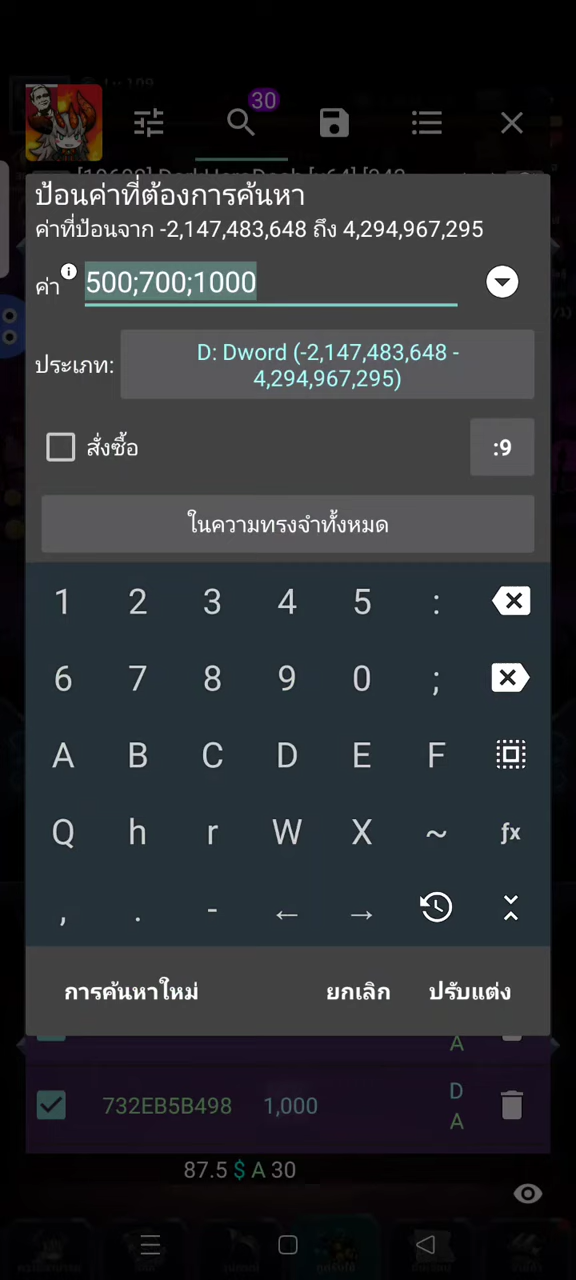 30
ป้อนค่าที่ต้องการค้นหา
ค่าที่ป้อนจาก -2,147,483,648 ถึง 4,294,967,295
ค่า 500;700;1000
ประเภท: D: Dword (-2,147,483,648 -
4,294,967,295)
สั่งซื้อ :9
ในความทรงจำทั้งหมด
1 2 3 4 5 :
6 7 8 9 0 ;
A B C D E F
Q h r W X ~ fx
, . - ← →
การค้นหาใหม่ ยกเลิก ปรับแต่ง
A
732EB5B498 1,000 D
A
87.5 $ A 30